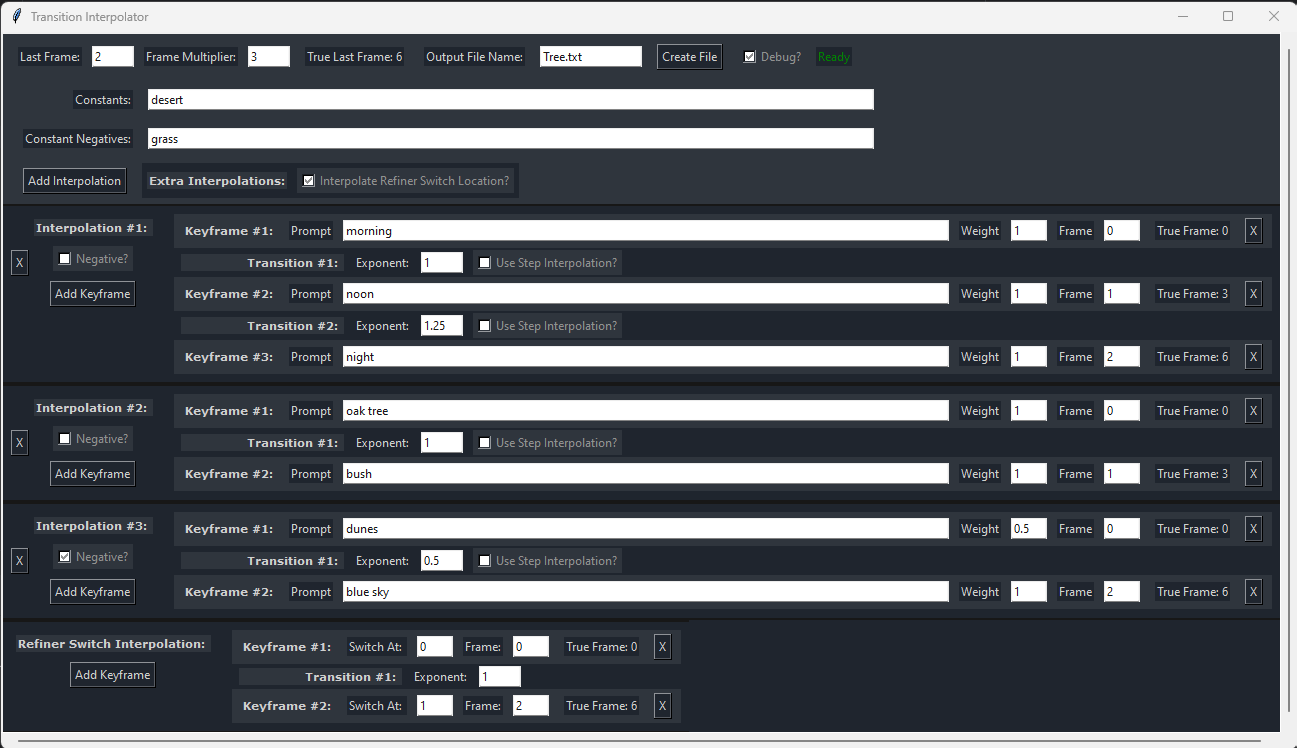 Transition Interpolator
Last Frame: 2 Frame Multiplier: 3 True Last Frame: 6 Output File Name: Tree.txt Create File Debug? Ready
Constants: desert
Constant Negatives: grass
Add Interpolation Extra Interpolations: Interpolate Refiner Switch Location?
Interpolation #1: Keyframe #1: Prompt morning Weight 1 Frame 0 True Frame: 0 X
X Negative? Transition #1: Exponent: 1 Use Step Interpolation?
Add Keyframe Keyframe #2: Prompt noon Weight 1 Frame 1 True Frame: 3 X
Transition #2: Exponent: 1.25 Use Step Interpolation?
Keyframe #3: Prompt night Weight 1 Frame 2 True Frame: 6 X
Interpolation #2: Keyframe #1: Prompt oak tree Weight 1 Frame 0 True Frame: 0 X
X Negative? Transition #1: Exponent: 1 Use Step Interpolation?
Add Keyframe Keyframe #2: Prompt bush Weight 1 Frame 1 True Frame: 3 X
Interpolation #3: Keyframe #1: Prompt dunes Weight 0.5 Frame 0 True Frame: 0 X
X Negative? Transition #1: Exponent: 0.5 Use Step Interpolation?
Add Keyframe Keyframe #2: Prompt blue sky Weight 1 Frame 2 True Frame: 6 X
Refiner Switch Interpolation: Keyframe #1: Switch At: 0 Frame: 0 True Frame: 0 X
Add Keyframe Transition #1: Exponent: 1
Keyframe #2: Switch At: 1 Frame: 2 True Frame: 6 X